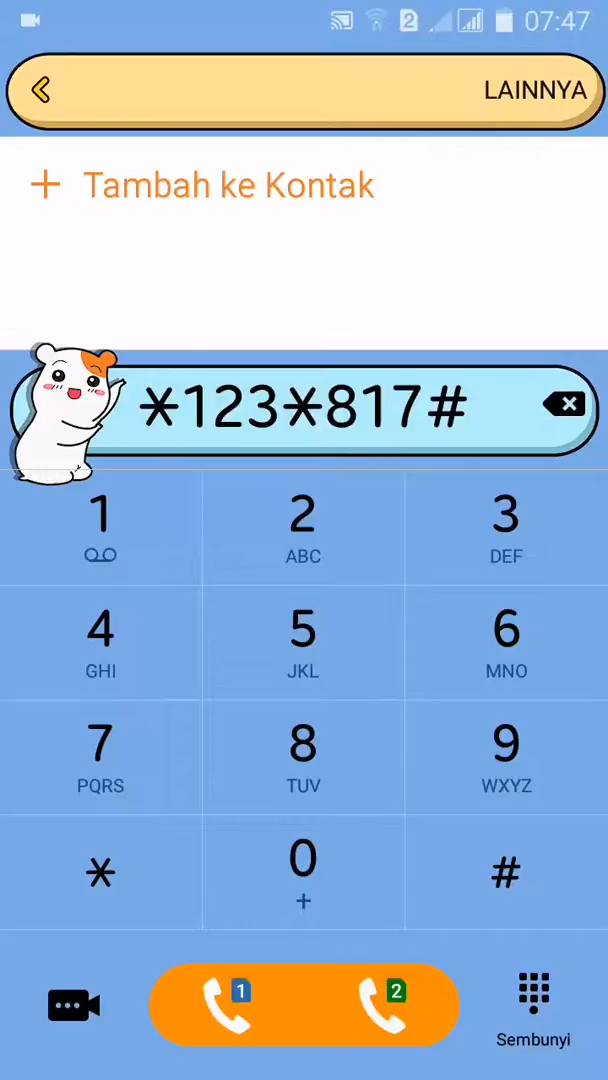 2 07:47
LAINNYA
+ Tambah ke Kontak
*123*817#
1 2 3
ABC DEF
4 5 6
GHI JKL MNO
7 8 9
PQRS TUV WXYZ
* 0 #
+
1 2
Sembunyi